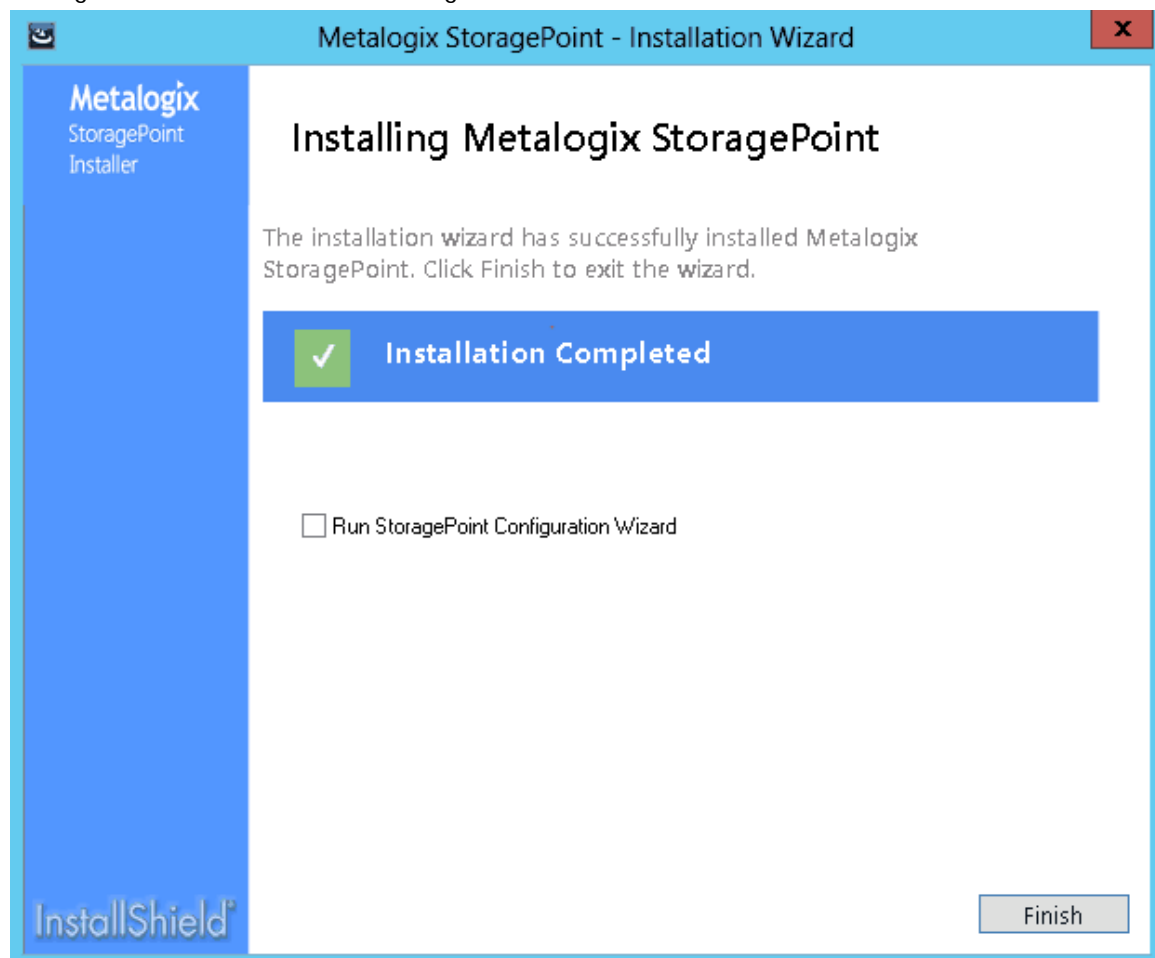 Metalogix StoragePoint - Installation Wizard
x
Metalogix
StoragePoint
Installer
Installing Metalogix StoragePoint
The installation wizard has successfully installed Metalogix
StoragePoint. Click Finish to exit the wizard.
Installation Completed
Run StoragePoint Configuration Wizard
InstallShield
Finish